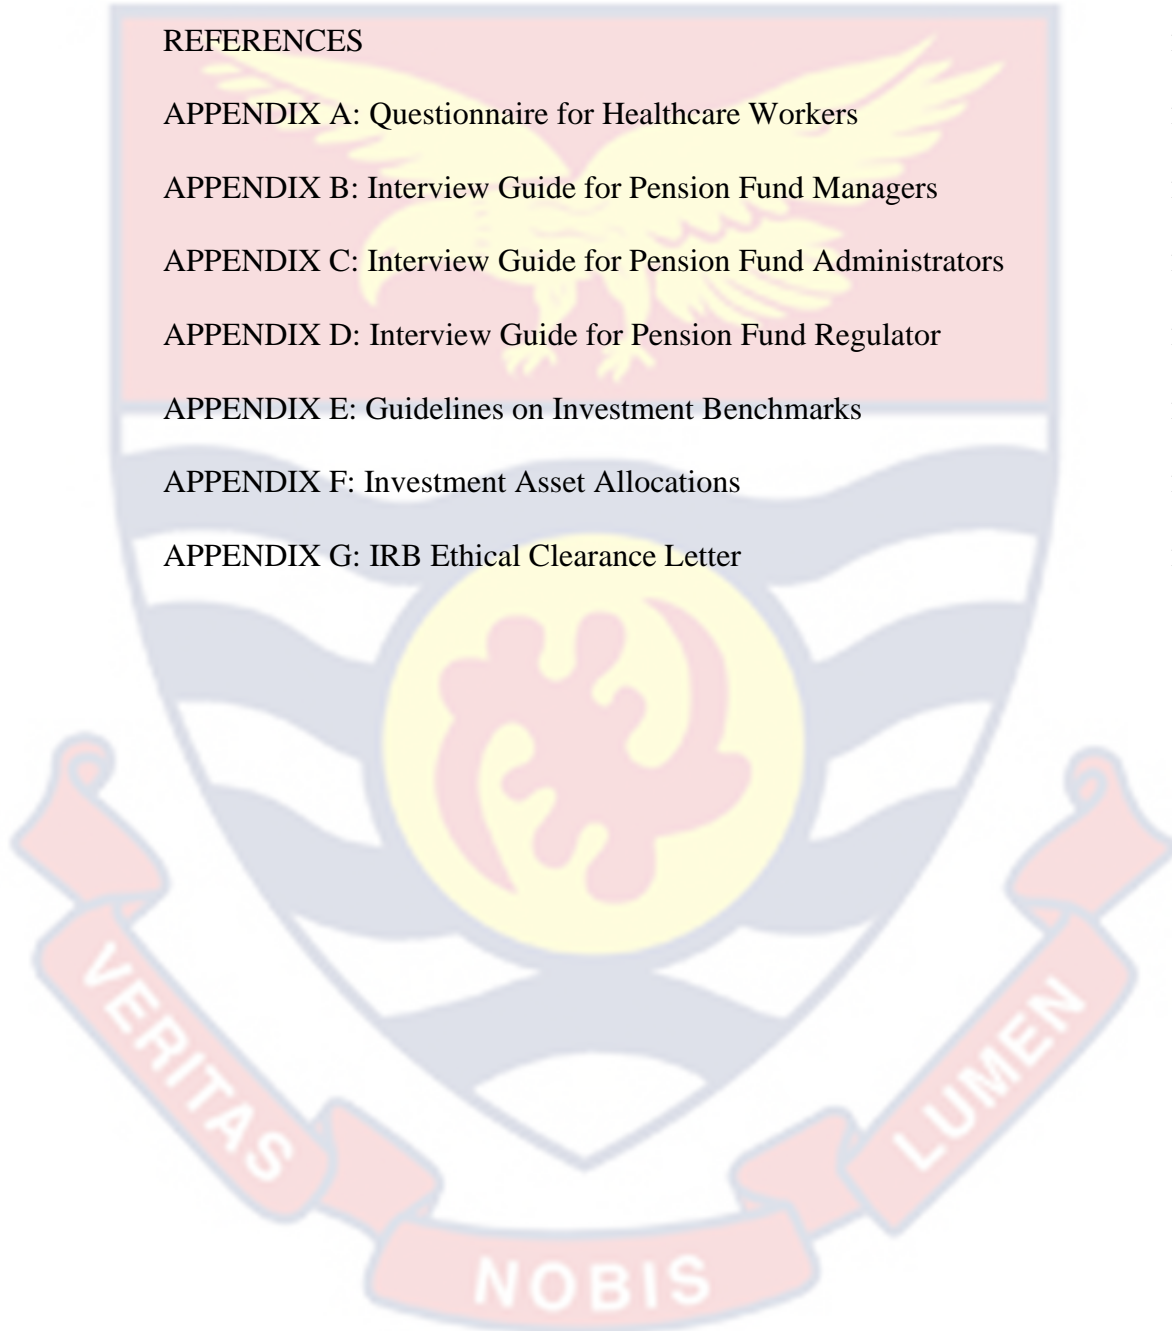 REFERENCES
APPENDIX A: Questionnaire for Healthcare Workers
APPENDIX B: Interview Guide for Pension Fund Managers
APPENDIX C: Interview Guide for Pension Fund Administrators
APPENDIX D: Interview Guide for Pension Fund Regulator
APPENDIX E: Guidelines on Investment Benchmarks
APPENDIX F: Investment Asset Allocations
APPENDIX G: IRB Ethical Clearance Letter
VERITAS
NOBIS
LUMEN